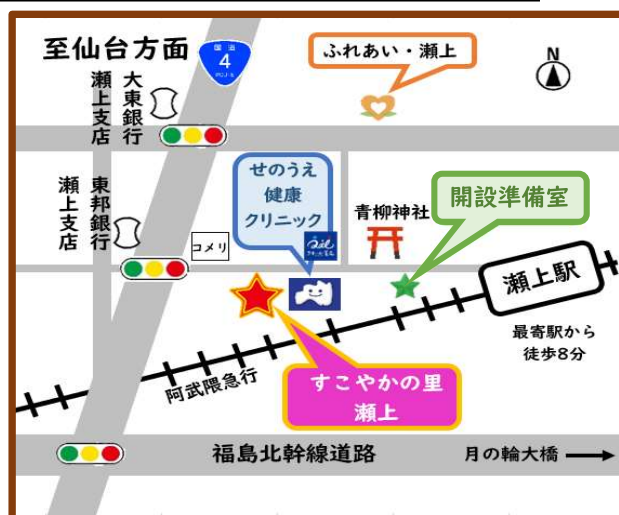 至仙台方面
国道
4
ふれあい・瀬上
N
大東銀行
瀬上支店
せのうえ
健康
クリニック
東邦銀行
瀬上支店
コメリ
青柳神社
開設準備室
瀬上駅
最寄駅から
徒歩8分
阿武隈急行
すこやかの里
瀬上
福島北幹線道路
月の輪大橋